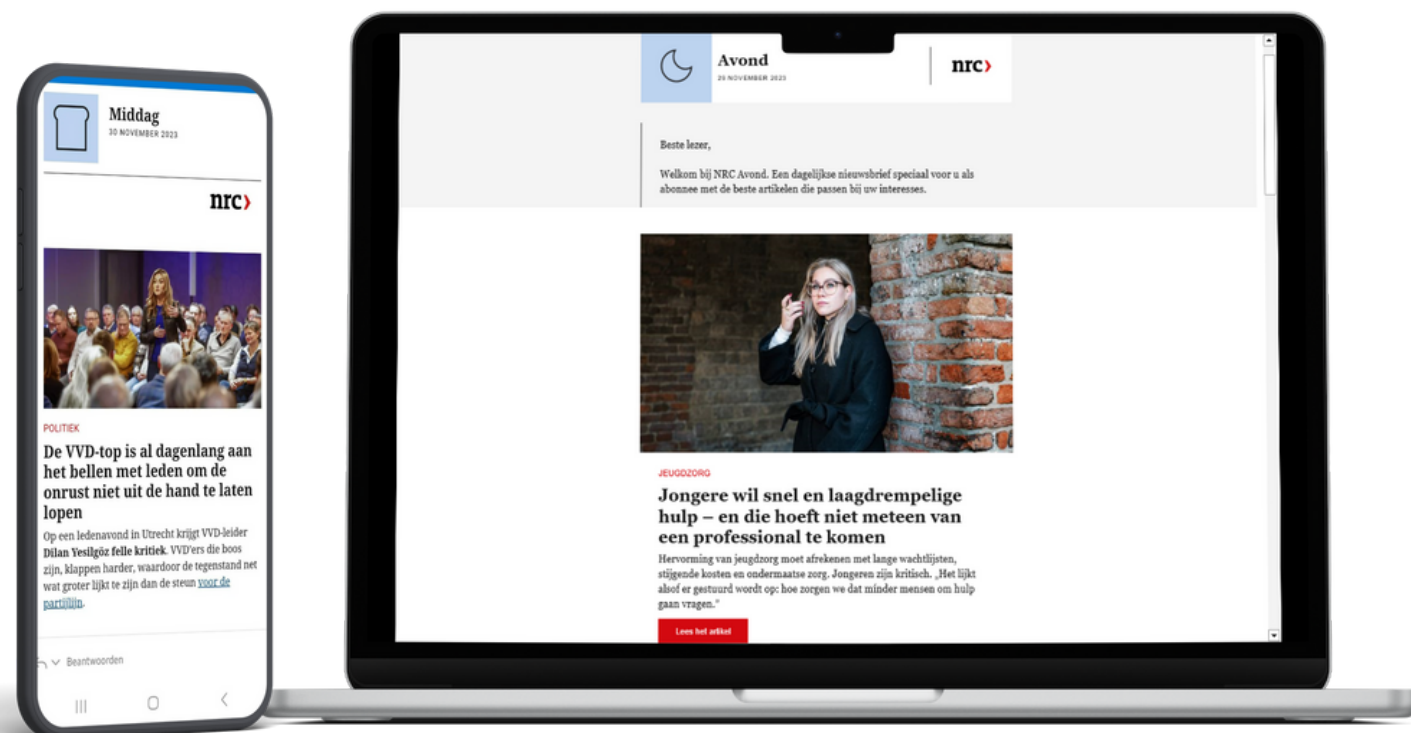 Middag
30 NOVEMBER 2023
nrc>
POLITIEK
De VVD-top is al dagenlang aan
het bellen met leden om de
onrust niet uit de hand te laten
lopen
Op een ledenavond in Utrecht krijgt VVD-leider
Dilan Yesilgöz felle kritiek. VVD'ers die boos
zijn, klappen harder, waardoor de tegenstand net
wat groter lijkt te zijn dan de steun voor de
partijlijn.
Beantwoorden
Avond
29 NOVEMBER 2023
nrc>
Beste lezer,
Welkom bij NRC Avond. Een dagelijkse nieuwsbrief speciaal voor u als
abonnee met de beste artikelen die passen bij uw interesses.
JEUGDZORG
Jongere wil snel en laagdrempelige
hulp – en die hoeft niet meteen van
een professional te komen
Hervorming van jeugdzorg moet afrekenen met lange wachtlijsten,
stijgende kosten en ondermaatse zorg. Jongeren zijn kritisch. „Het lijkt
alsof er gestuurd wordt op: hoe zorgen we dat minder mensen om hulp
gaan vragen.”
Lees het artikel